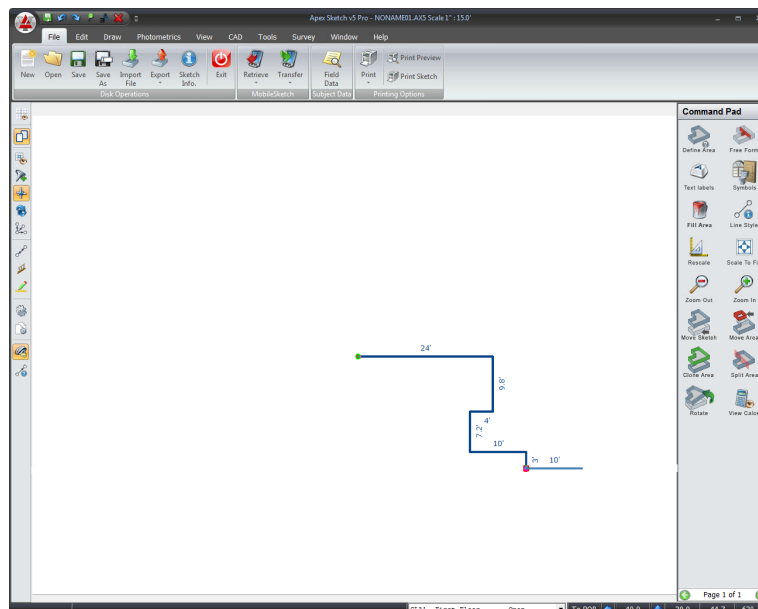 Apex Sketch v5 Pro - NONAME01.AX5 Scale 1" : 15.0'
File Edit Draw Photometrics View CAD Tools Survey Window Help
New Open Save Save As Import File Export Sketch Info. Exit Retrieve Transfer Field Data Print Print Preview
Print Sketch
Disk Operations MobileSketch Subject Data Printing Options
Command Pad
Define Area Free Form
Text labels Symbols
Fill Area Line Style
Rescale Scale To Fi
Zoom Out Zoom In
Move Sketch Move Area
Clone Area Split Area
Rotate View Calcu
24'
9.8'
4'
7.2'
10'
3'
10'
Page 1 of 1